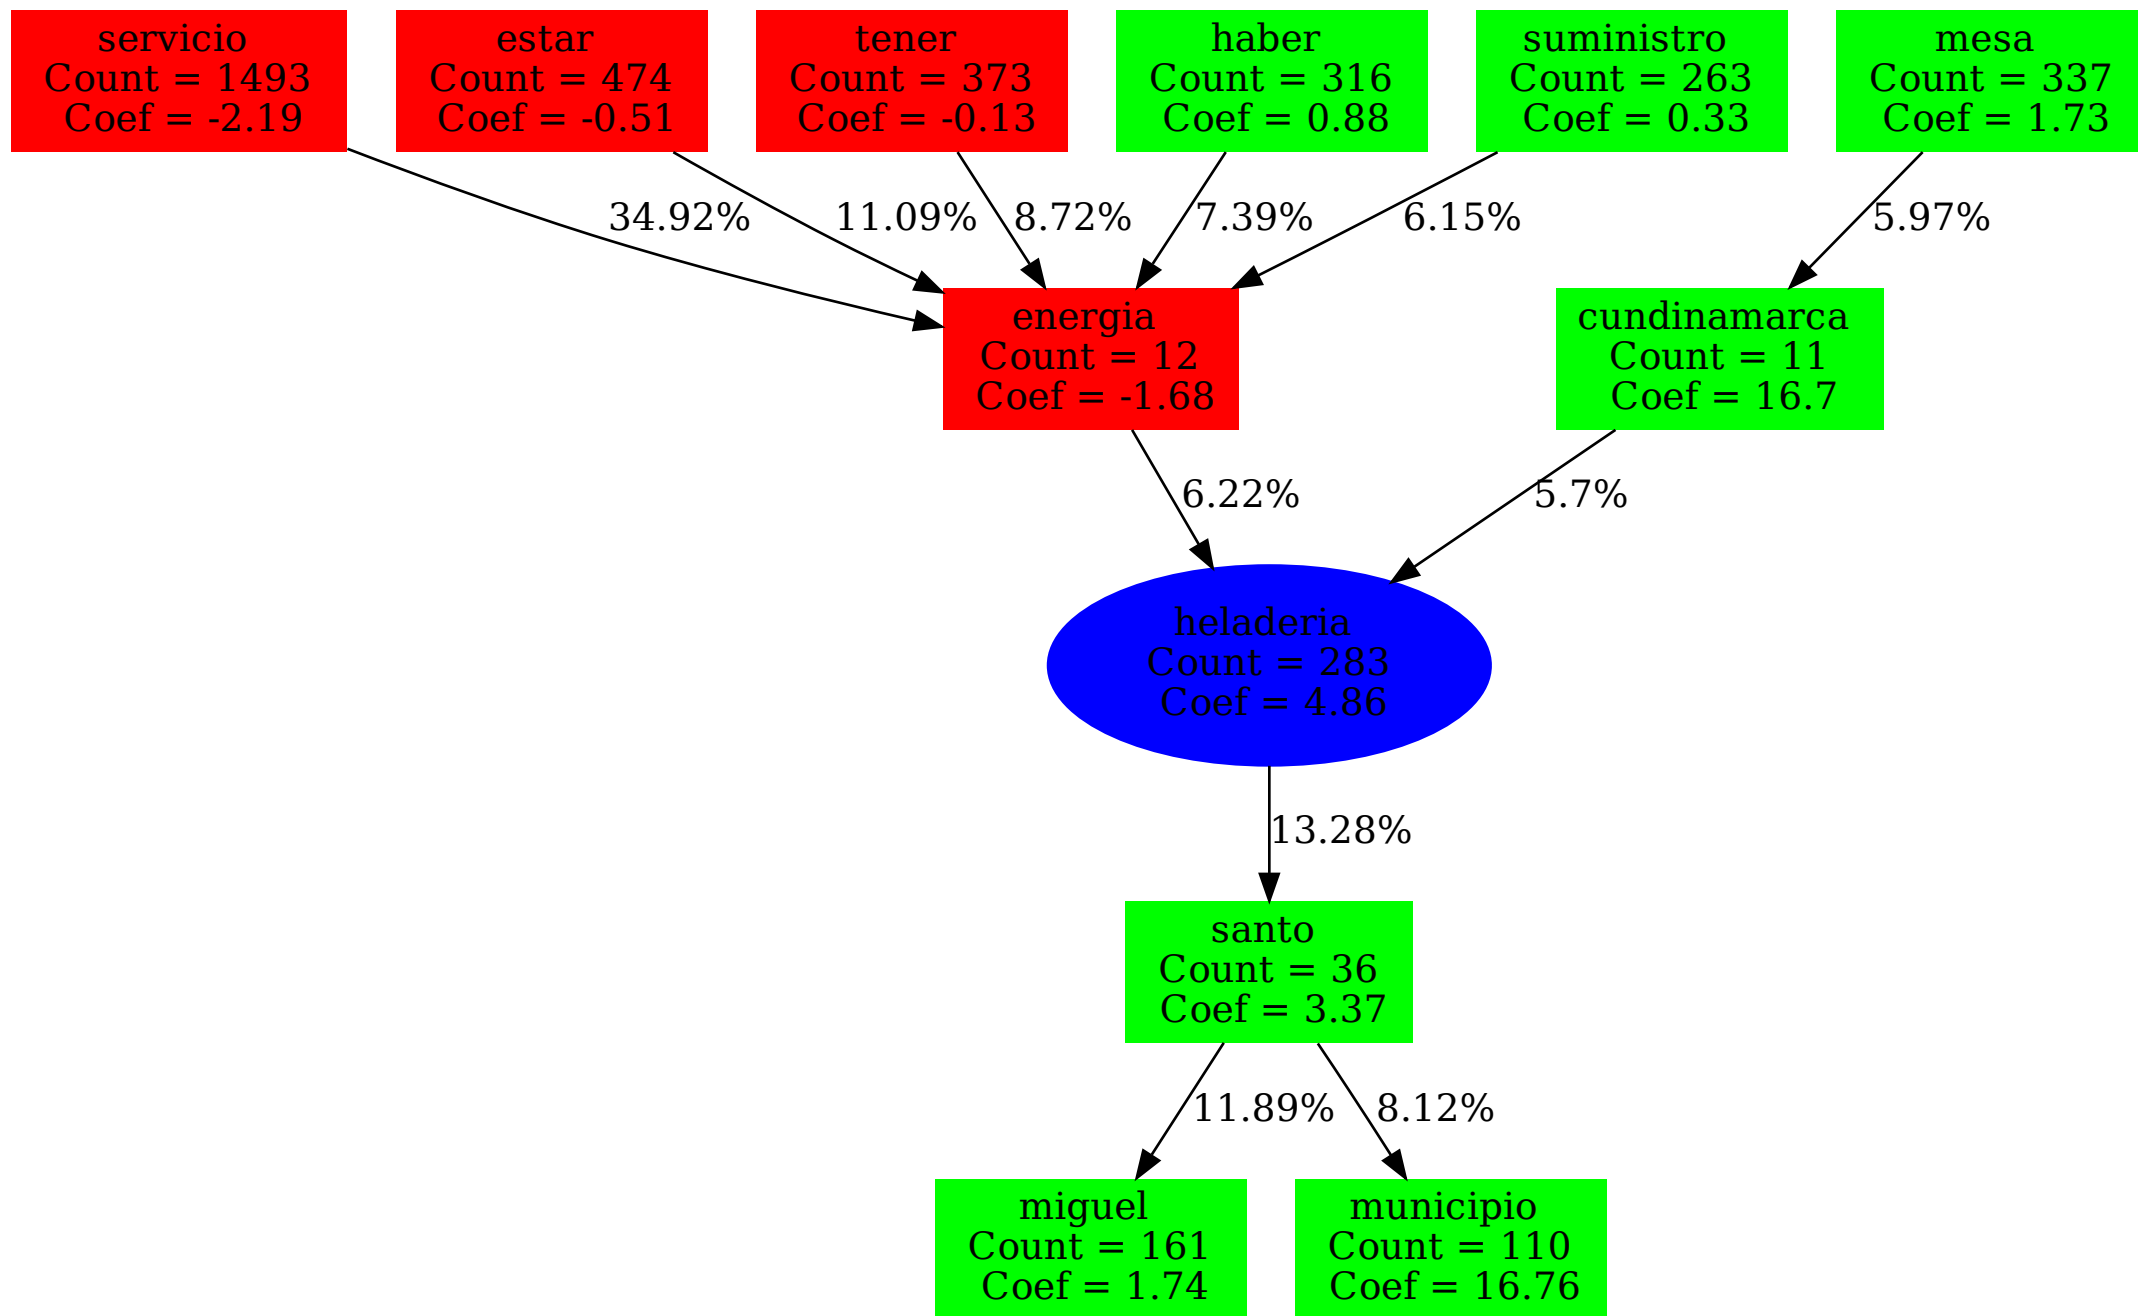 servicio
Count = 1493
Coef = -2.19
estar
Count = 474
Coef = -0.51
tener
Count = 373
Coef = -0.13
haber
Count = 316
Coef = 0.88
suministro
Count = 263
Coef = 0.33
mesa
Count = 337
Coef = 1.73
34.92%
11.09%
8.72%
7.39%
6.15%
5.97%
energia
Count = 12
Coef = -1.68
cundinamarca
Count = 11
Coef = 16.7
6.22%
5.7%
heladeria
Count = 283
Coef = 4.86
13.28%
santo
Count = 36
Coef = 3.37
11.89%
8.12%
miguel
Count = 161
Coef = 1.74
municipio
Count = 110
Coef = 16.76